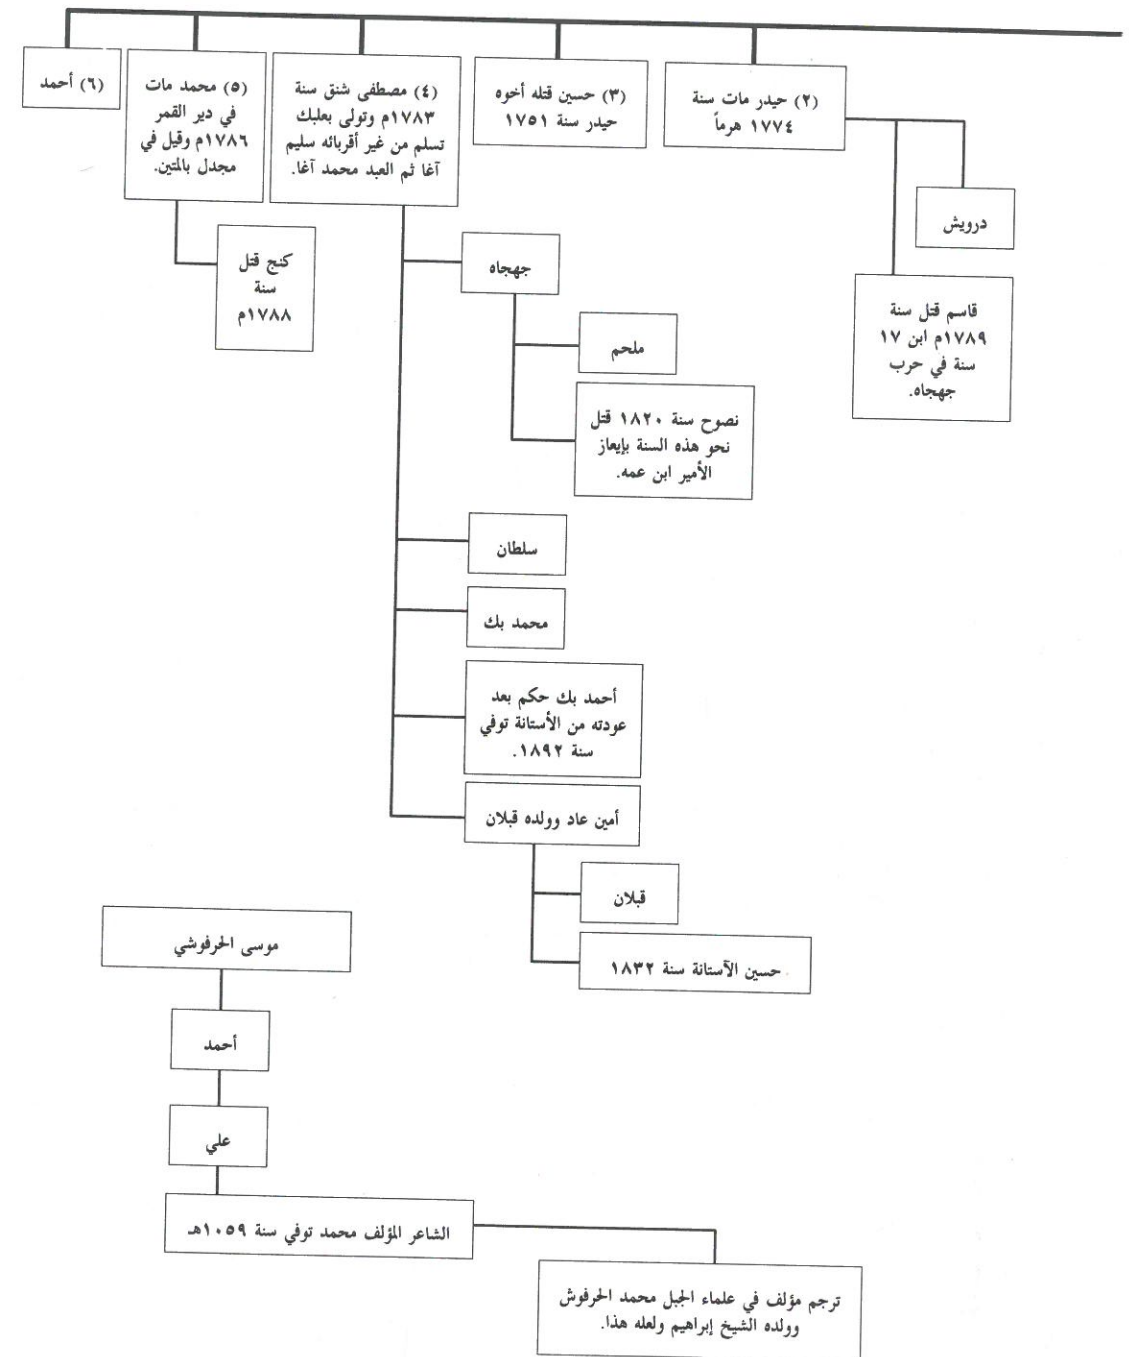 (٢) حيدر مات سنة
١٧٧٤ هرماً
(٣) حسين قتله أخوه
حيدر سنة ١٧٥١
(٤) مصطفى شنق سنة
١٧٨٣م وتولى بعلبك
تسلم من غير أقربائه سليم
آغا ثم العبد محمد آغا.
(٥) محمد مات
في دير القمر
١٧٨٦م وقيل في
مجدل بالمتين.
(٦) أحمد
درويش
قاسم قتل سنة
١٧٨٩م ابن ١٧
سنة في حرب
جهجاه.
كنج قتل
سنة
١٧٨٨م
جهجاه
ملحم
نصوح سنة ١٨٢٠ قتل
نحو هذه السنة بإيعاز
الأمير ابن عمه.
سلطان
محمد بك
أحمد بك حكم بعد
عودته من الأستانة توفي
سنة ١٨٩٢.
أمين عاد وولده قبلان
قبلان
حسين الآستانة سنة ١٨٣٢
موسى الحرفوشي
أحمد
علي
الشاعر المؤلف محمد توفي سنة ١٠٥٩هـ
ترجم مؤلف في علماء الجبل محمد الحرفوش
وولده الشيخ إبراهيم ولعله هذا.